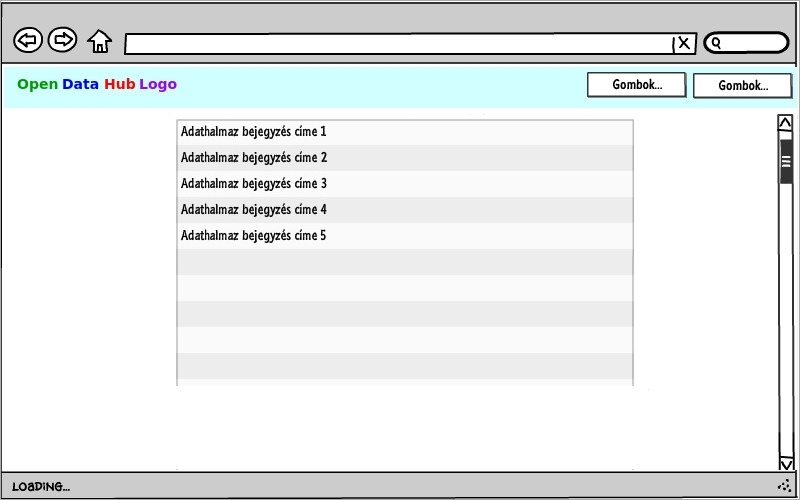 Open Data Hub Logo
Gombok...
Gombok...
Adathalmaz bejegyzés címe 1
Adathalmaz bejegyzés címe 2
Adathalmaz bejegyzés címe 3
Adathalmaz bejegyzés címe 4
Adathalmaz bejegyzés címe 5
LOADING...